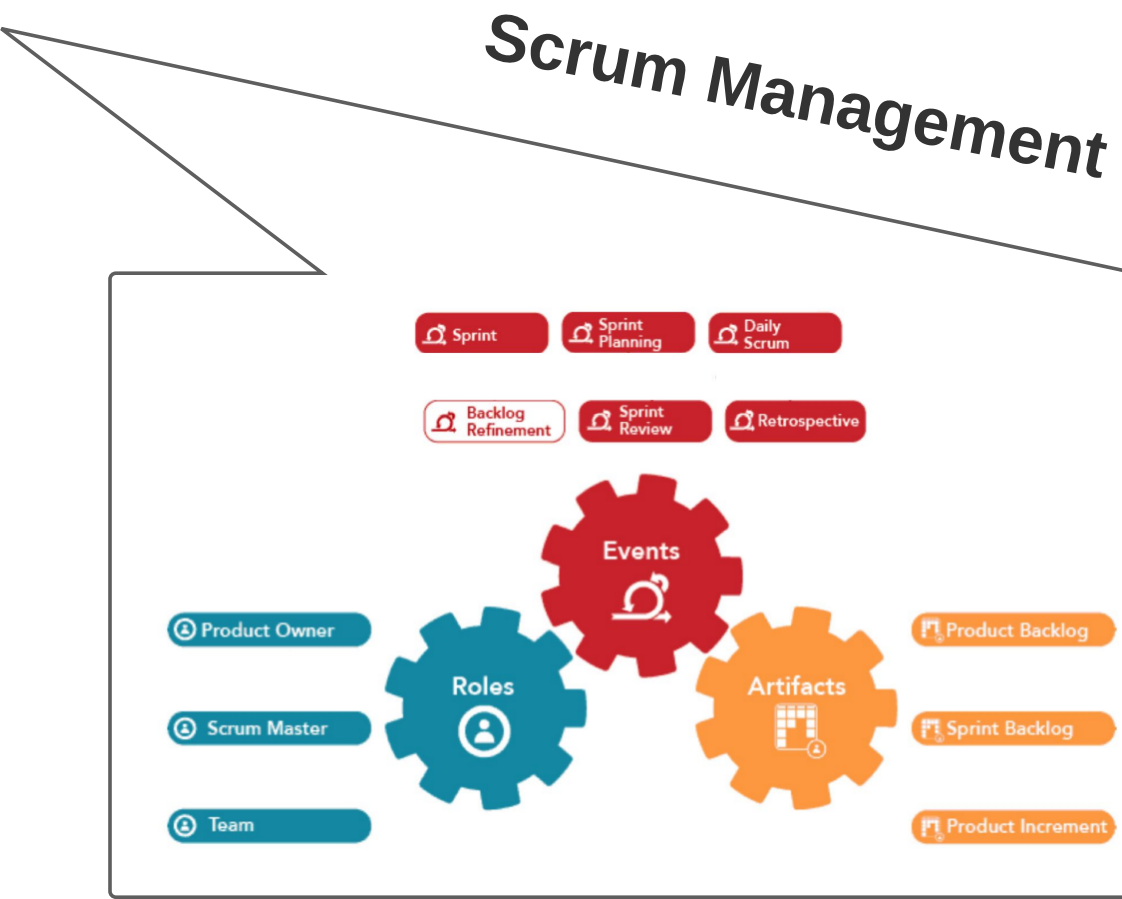 Scrum Management
Sprint
Sprint
Planning
Daily
Scrum
Backlog
Refinement
Sprint
Review
Retrospective
Events
Product Owner
Roles
Scrum Master
Team
Artifacts
Product Backlog
Sprint Backlog
Product Increment